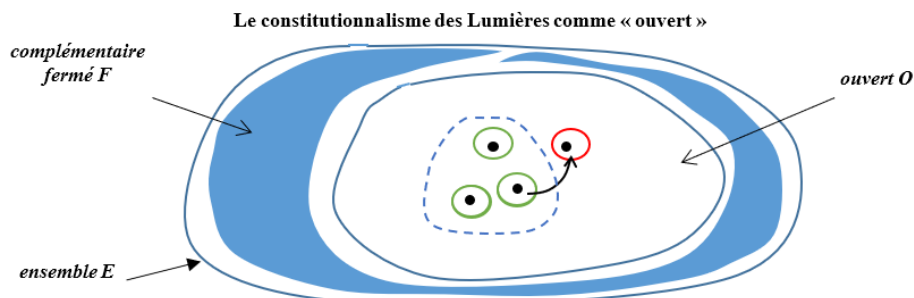 Le constitutionnalisme des Lumières comme « ouvert »
complémentaire
fermé F
ouvert O
ensemble E